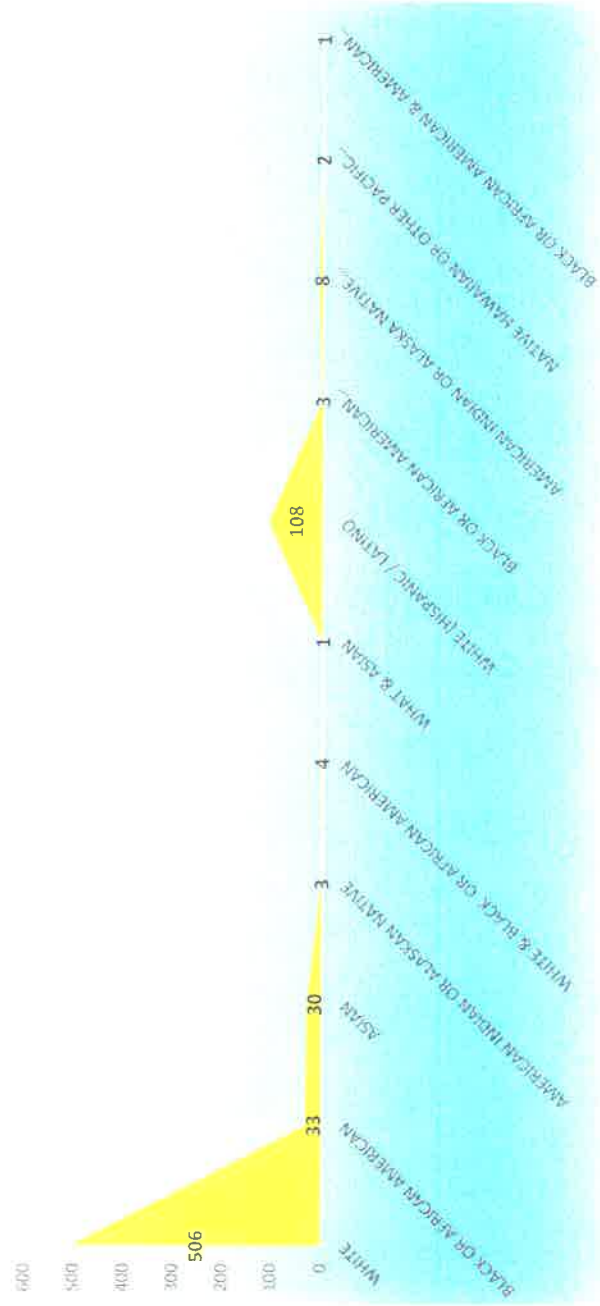 600
500
400
300
200
100
0
506
33
30
3
4
1
108
3
8
2
1
WHITE
BLACK OR AFRICAN AMERICAN
ASIAN
AMERICAN INDIAN OR ALASKAN NATIVE
WHITE & BLACK OR AFRICAN AMERICAN
WHAT & ASIAN
WHITE (HISPANIC / LATINO
BLACK OR AFRICAN AMERICAN...
AMERICAN INDIAN OR ALASKA NATIVE...
NATIVE HAWAIIAN OR OTHER PACIFIC...
BLACK OR AFRICAN AMERICAN & AMERICAN...